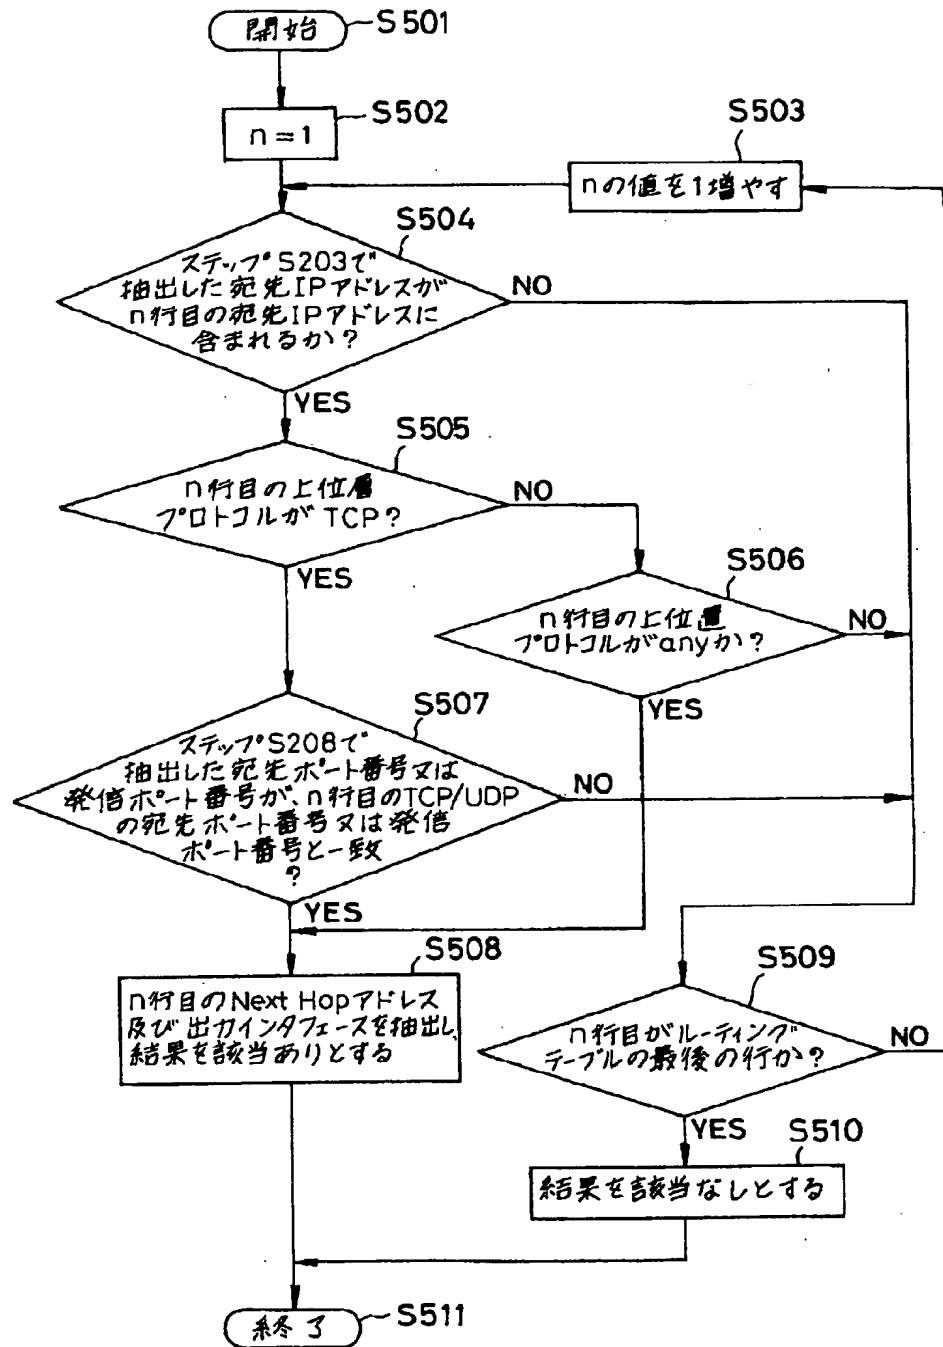 開始
S501
n=1
S502
S503
nの値を1増やす
S504
ステップS203で
抽出した宛先IPアドレスが
n行目の宛先IPアドレスに
含まれるか?
NO
YES
S505
n行目の上位層
プロトコルがTCP?
NO
YES
S506
n行目の上位置
プロトコルがanyか?
NO
YES
S507
ステップS208で
抽出した宛先ポート番号又は
発信ポート番号が、n行目のTCP/UDP
の宛先ポート番号又は発信
ポート番号と一致
?
NO
YES
S508
n行目のNext Hopアドレス
及び出力インタフェースを抽出し、
結果を該当ありとする
S509
n行目がルーティング
テーブルの最後の行か?
NO
YES
S510
結果を該当なしとする
終了
S511